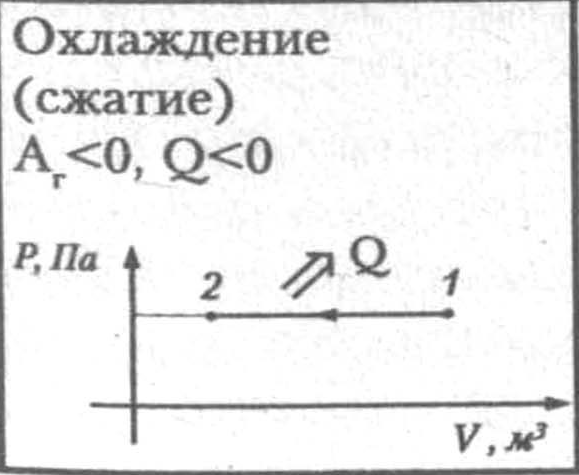 Охлаждение
(сжатие)
Aг<0, Q<0
P, Па
Q
2
1
V, м³